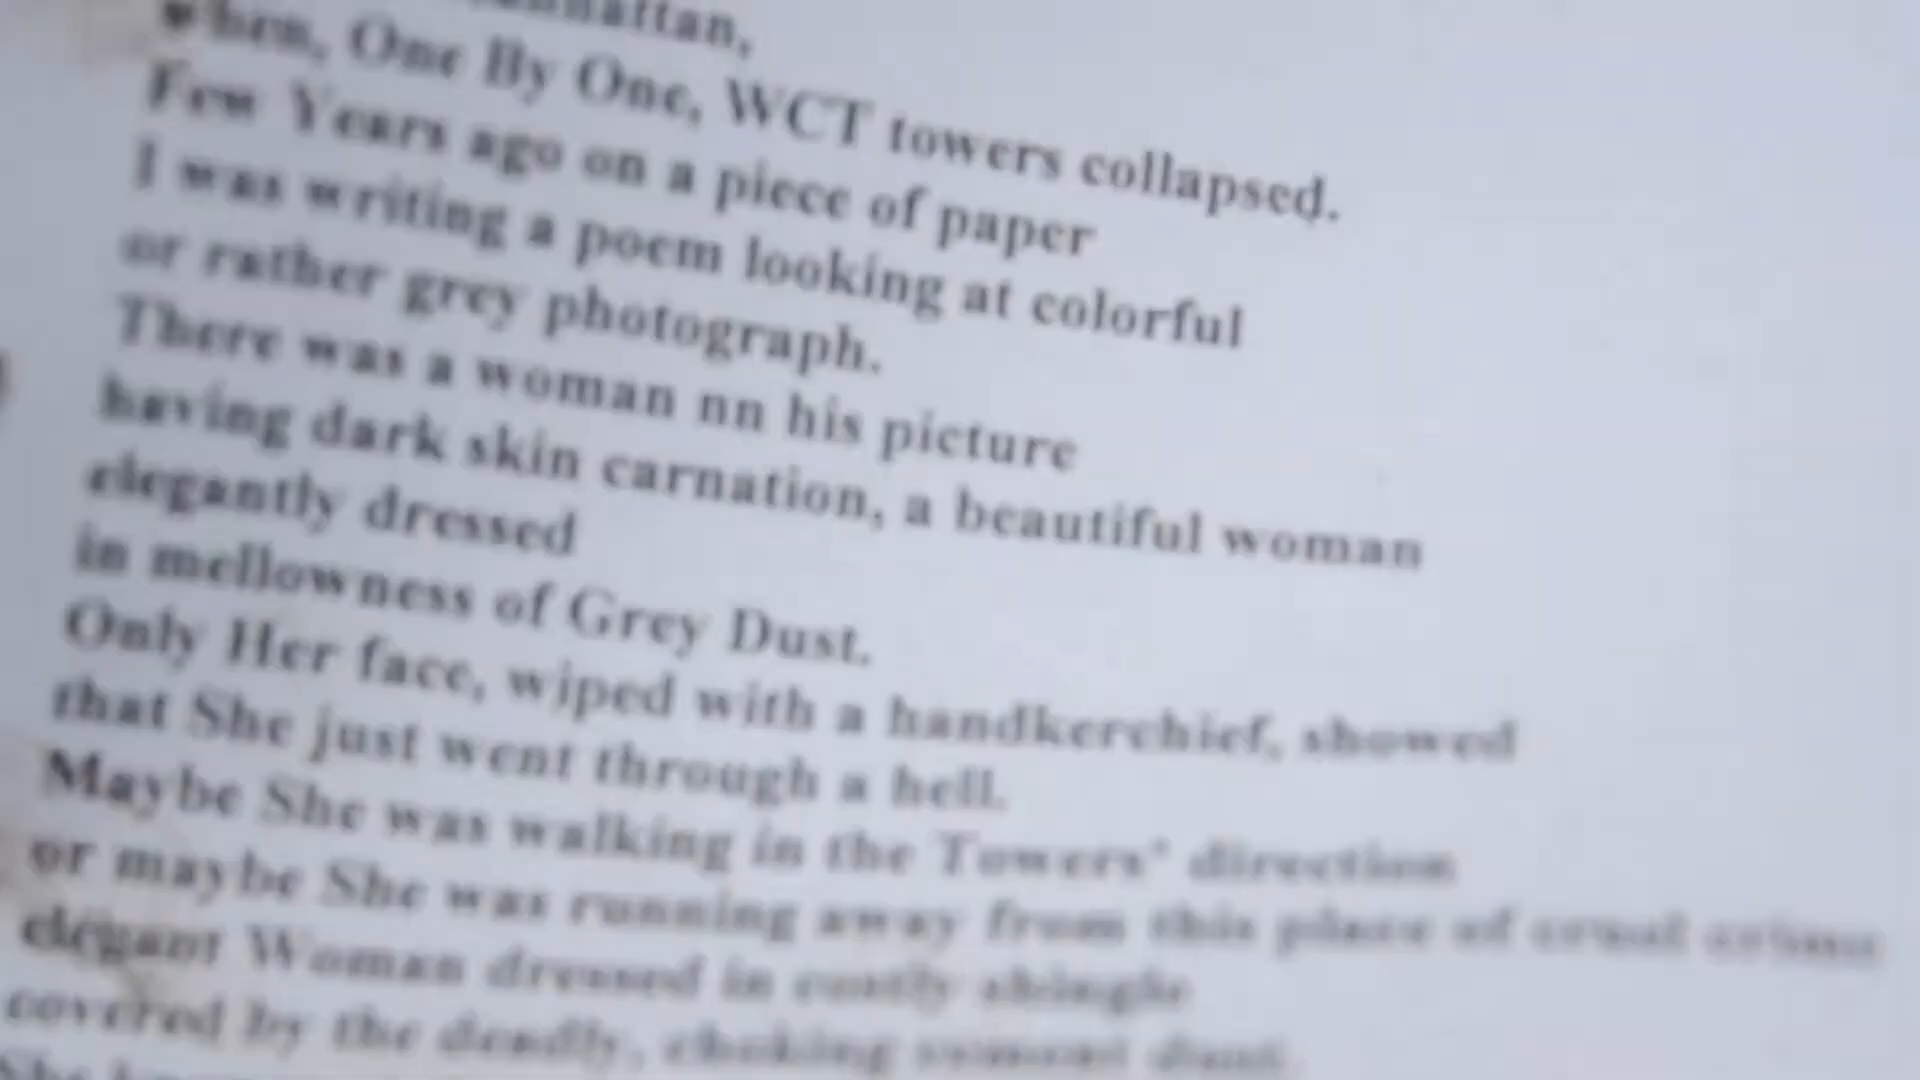 when, One By One, WCT towers collapsed.
Few Years ago on a piece of paper
I was writing a poem looking at colorful
or rather grey photograph.
There was a woman nn his picture
having dark skin carnation, a beautiful woman
elegantly dressed
in mellowness of Grey Dust.
Only Her face, wiped with a handkerchief, showed
that She just went through a hell.
Maybe She was walking in the Towers' direction
or maybe She was running away from this place of cruel crime
elegant Woman dressed in costly
covered by the deadly, choking cement dust.
She